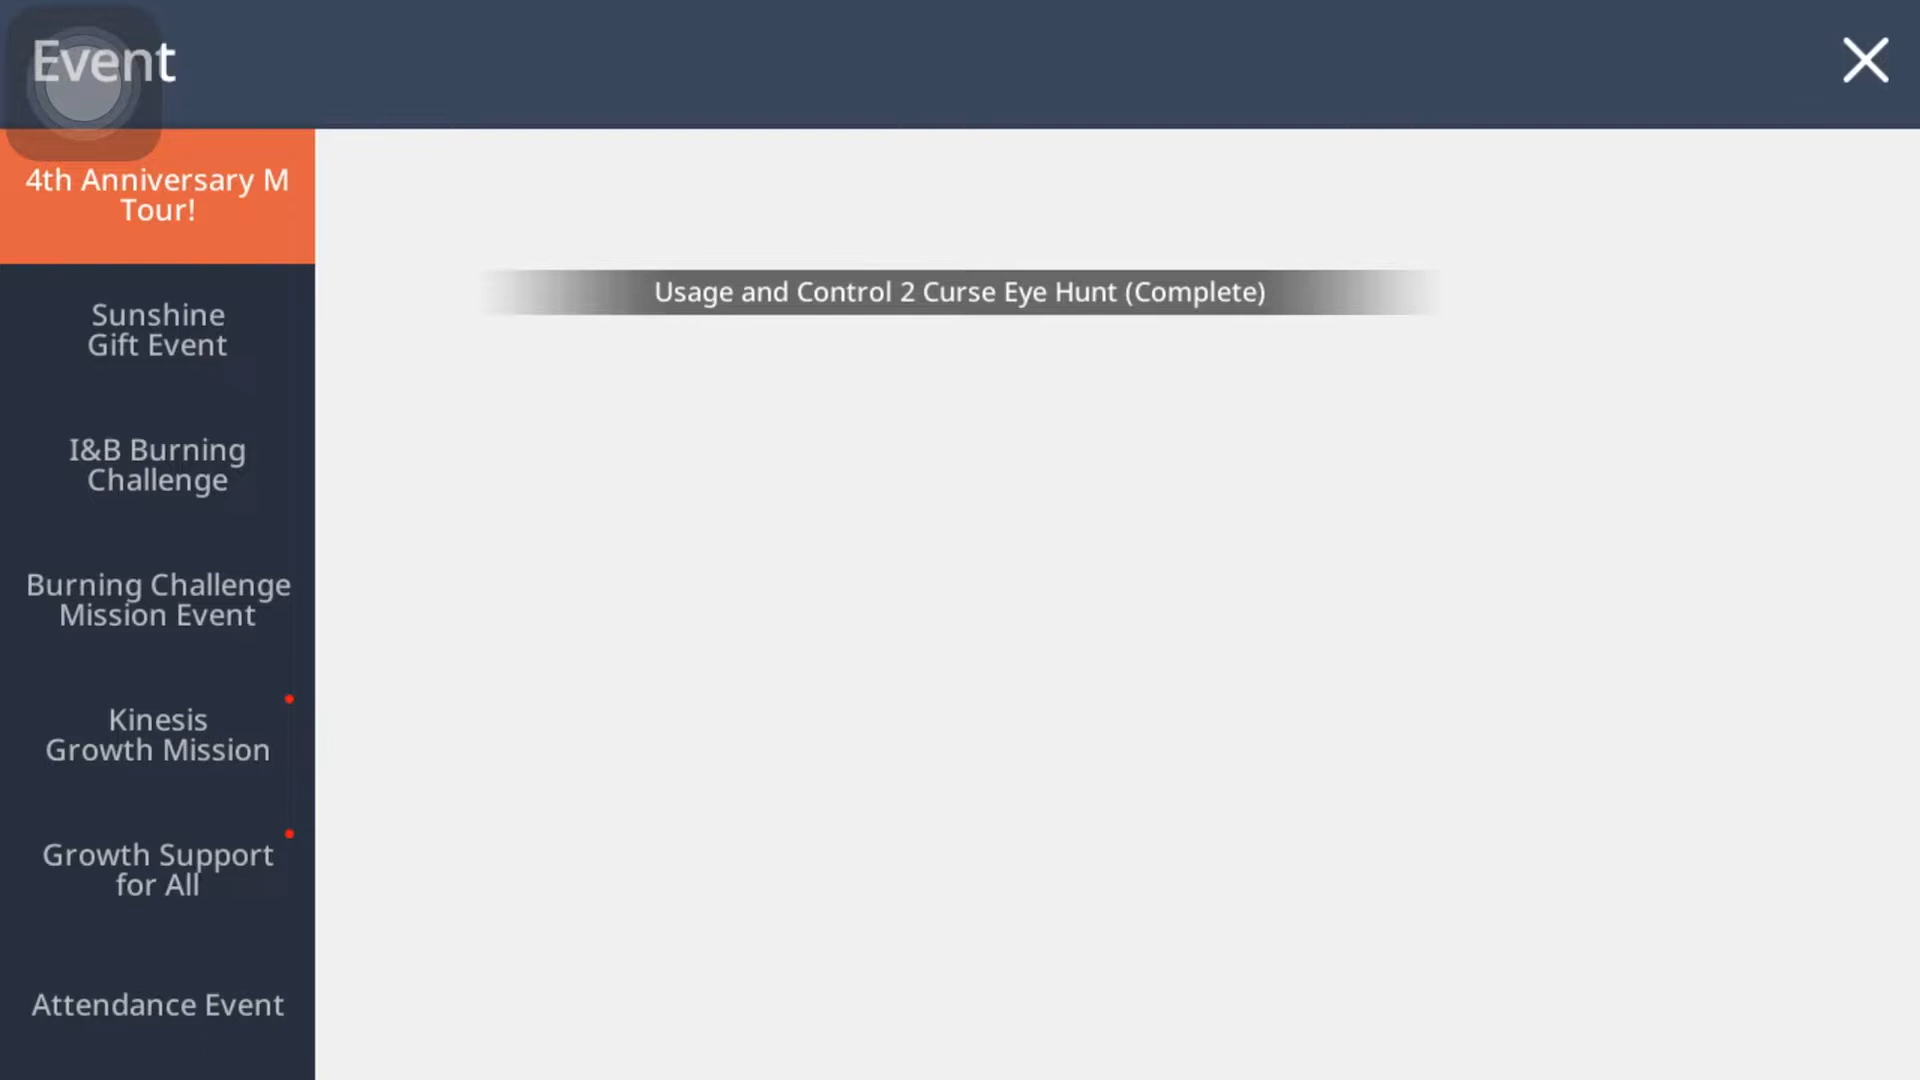 Event
4th Anniversary M
Tour!
Usage and Control 2 Curse Eye Hunt (Complete)
Sunshine
Gift Event
I&B Burning
Challenge
Burning Challenge
Mission Event
Kinesis
Growth Mission
Growth Support
for All
Attendance Event